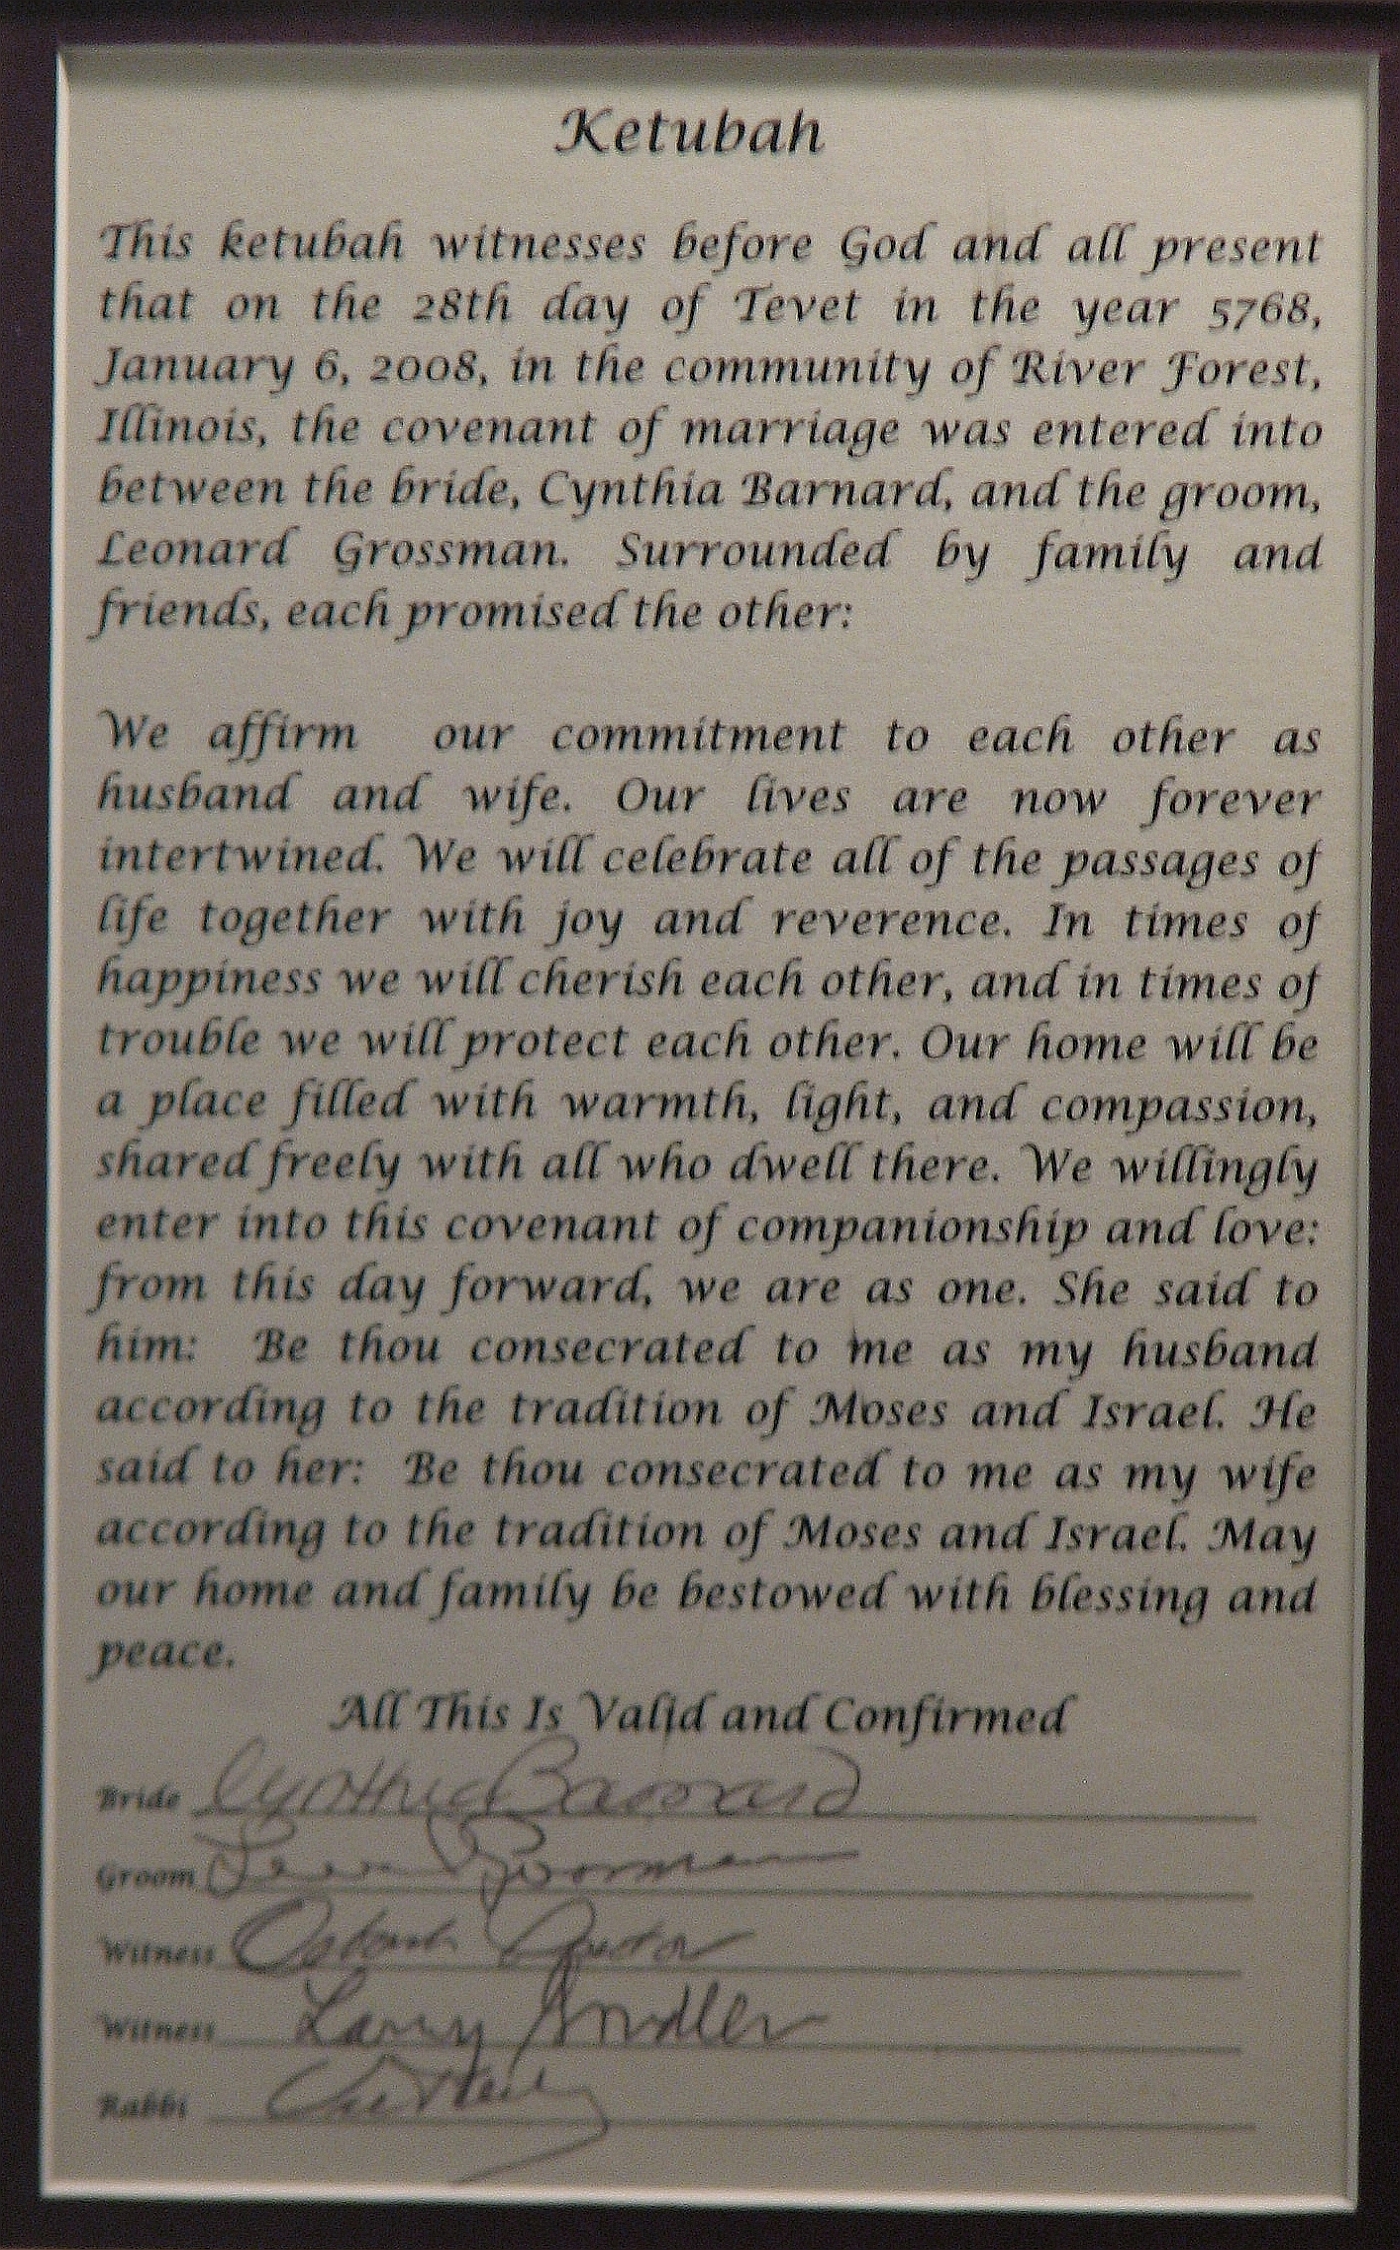 Ketubah
This ketubah witnesses before God and all present
that on the 28th day of Tevet in the year 5768,
January 6, 2008, in the community of River Forest,
Illinois, the covenant of marriage was entered into
between the bride, Cynthia Barnard, and the groom,
Leonard Grossman. Surrounded by family and
friends, each promised the other:
We affirm our commitment to each other as
husband and wife. Our lives are now forever
intertwined. We will celebrate all of the passages of
life together with joy and reverence. In times of
happiness we will cherish each other, and in times of
trouble we will protect each other. Our home will be
a place filled with warmth, light, and compassion,
shared freely with all who dwell there. We willingly
enter into this covenant of companionship and love:
from this day forward, we are as one. She said to
him: Be thou consecrated to me as my husband
according to the tradition of Moses and Israel. He
said to her: Be thou consecrated to me as my wife
according to the tradition of Moses and Israel. May
our home and family be bestowed with blessing and
peace.
All This Is Valid and Confirmed
Bride Cynthia Barnard
Groom
Witness
Witness Larry
Rabbi